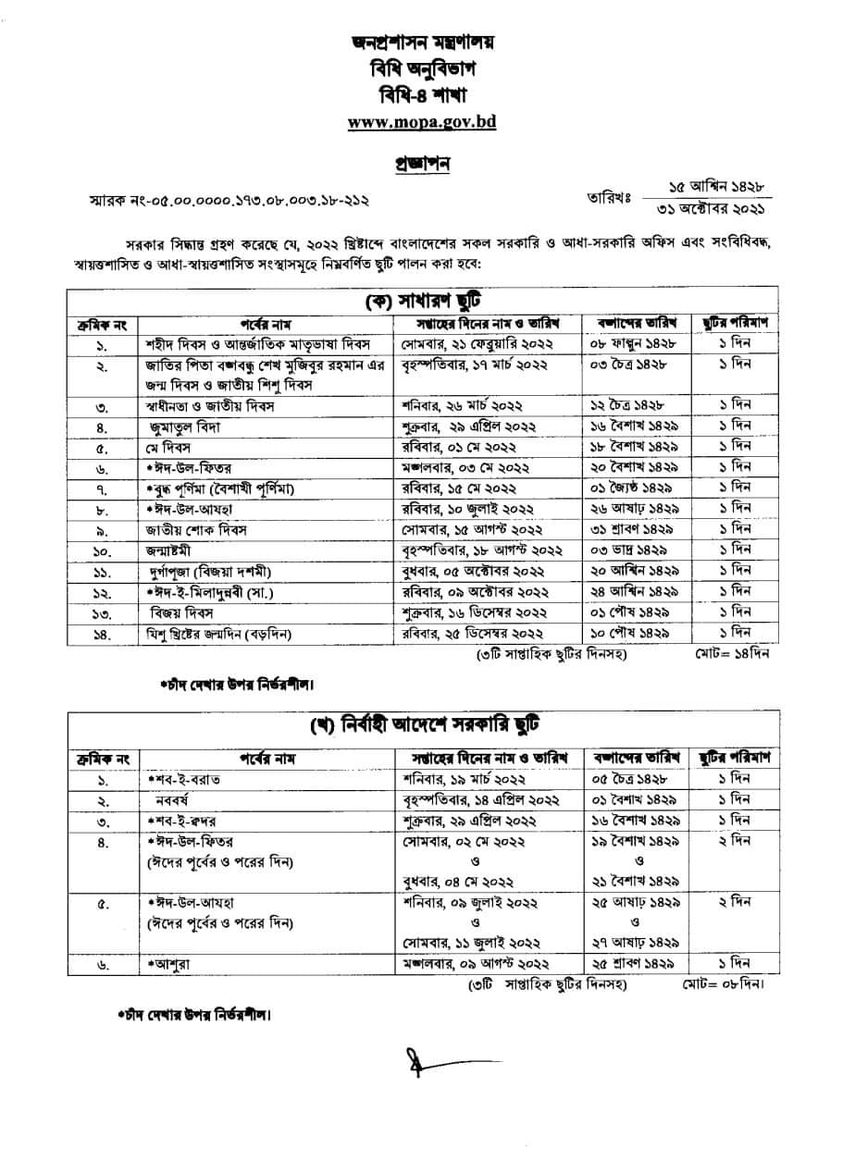 জনপ্রশাসন মন্ত্রণালয়
বিধি অনুবিভাগ
বিধি-৪ শাখা
www.mopa.gov.bd
প্রজ্ঞাপন
স্মারক নং-০৫.০০.০০০০.১৭৩.০৮.০০৩.১৮-২১২
তারিখঃ ১৫ আশ্বিন ১৪২৮
৩১ অক্টোবর ২০২১
সরকার সিদ্ধান্ত গ্রহণ করেছে যে, ২০২২ খ্রিষ্টাব্দে বাংলাদেশের সকল সরকারি ও আধা-সরকারি অফিস এবং সংবিধিবদ্ধ,
স্বায়ত্তশাসিত ও আধা-স্বায়ত্তশাসিত সংস্থাসমূহে নিম্নবর্ণিত ছুটি পালন করা হবে:
(ক) সাধারণ ছুটি
ক্রমিক নং পর্বের নাম সপ্তাহের দিনের নাম ও তারিখ বঙ্গাব্দের তারিখ ছুটির পরিমাণ
১. শহীদ দিবস ও আন্তর্জাতিক মাতৃভাষা দিবস সোমবার, ২১ ফেব্রুয়ারি ২০২২ ০৮ ফাল্গুন ১৪২৮ ১ দিন
২. জাতির পিতা বঙ্গবন্ধু শেখ মুজিবুর রহমান এর বৃহস্পতিবার, ১৭ মার্চ ২০২২ ০৩ চৈত্র ১৪২৮ ১ দিন
জন্ম দিবস ও জাতীয় শিশু দিবস
৩. স্বাধীনতা ও জাতীয় দিবস শনিবার, ২৬ মার্চ ২০২২ ১২ চৈত্র ১৪২৮ ১ দিন
৪. জুমাতুল বিদা শুক্রবার, ২৯ এপ্রিল ২০২২ ১৬ বৈশাখ ১৪২৯ ১ দিন
৫. মে দিবস রবিবার, ০১ মে ২০২২ ১৮ বৈশাখ ১৪২৯ ১ দিন
৬. *ঈদ-উল-ফিতর মঙ্গলবার, ০৩ মে ২০২২ ২০ বৈশাখ ১৪২৯ ১ দিন
৭. *বুদ্ধ পূর্ণিমা (বৈশাখী পূর্ণিমা) রবিবার, ১৫ মে ২০২২ ০১ জ্যৈষ্ঠ ১৪২৯ ১ দিন
৮. *ঈদ-উল-আযহা রবিবার, ১০ জুলাই ২০২২ ২৬ আষাঢ় ১৪২৯ ১ দিন
৯. জাতীয় শোক দিবস সোমবার, ১৫ আগস্ট ২০২২ ৩১ শ্রাবণ ১৪২৯ ১ দিন
১০. জন্মাষ্টমী বৃহস্পতিবার, ১৮ আগস্ট ২০২২ ০৩ ভাদ্র ১৪২৯ ১ দিন
১১. দুর্গাপূজা (বিজয়া দশমী) বুধবার, ০৫ অক্টোবর ২০২২ ২০ আশ্বিন ১৪২৯ ১ দিন
১২. *ঈদ-ই-মিলাদুন্নবী (সা.) রবিবার, ০৯ অক্টোবর ২০২২ ২৪ আশ্বিন ১৪২৯ ১ দিন
১৩. বিজয় দিবস শুক্রবার, ১৬ ডিসেম্বর ২০২২ ০১ পৌষ ১৪২৯ ১ দিন
১৪. যিশু খ্রিষ্টের জন্মদিন (বড়দিন) রবিবার, ২৫ ডিসেম্বর ২০২২ ১০ পৌষ ১৪২৯ ১ দিন
(৩টি সাপ্তাহিক ছুটির দিনসহ) মোট= ১৪দিন
*চাঁদ দেখার উপর নির্ভরশীল।
(খ) নির্বাহী আদেশে সরকারি ছুটি
ক্রমিক নং পর্বের নাম সপ্তাহের দিনের নাম ও তারিখ বঙ্গাব্দের তারিখ ছুটির পরিমাণ
১. *শব-ই-বরাত শনিবার, ১৯ মার্চ ২০২২ ০৫ চৈত্র ১৪২৮ ১ দিন
২. নববর্ষ বৃহস্পতিবার, ১৪ এপ্রিল ২০২২ ০১ বৈশাখ ১৪২৯ ১ দিন
৩. *শব-ই-ক্বদর শুক্রবার, ২৯ এপ্রিল ২০২২ ১৬ বৈশাখ ১৪২৯ ১ দিন
৪. *ঈদ-উল-ফিতর সোমবার, ০২ মে ২০২২ ১৯ বৈশাখ ১৪২৯ ২ দিন
(ঈদের পূর্বের ও পরের দিন) ও ও
বুধবার, ০৪ মে ২০২২ ২১ বৈশাখ ১৪২৯
৫. *ঈদ-উল-আযহা শনিবার, ০৯ জুলাই ২০২২ ২৫ আষাঢ় ১৪২৯ ২ দিন
(ঈদের পূর্বের ও পরের দিন) ও ও
সোমবার, ১১ জুলাই ২০২২ ২৭ আষাঢ় ১৪২৯
৬. *আশুরা মঙ্গলবার, ০৯ আগস্ট ২০২২ ২৫ শ্রাবণ ১৪২৯ ১ দিন
(৩টি সাপ্তাহিক ছুটির দিনসহ) মোট= ০৮দিন।
*চাঁদ দেখার উপর নির্ভরশীল।